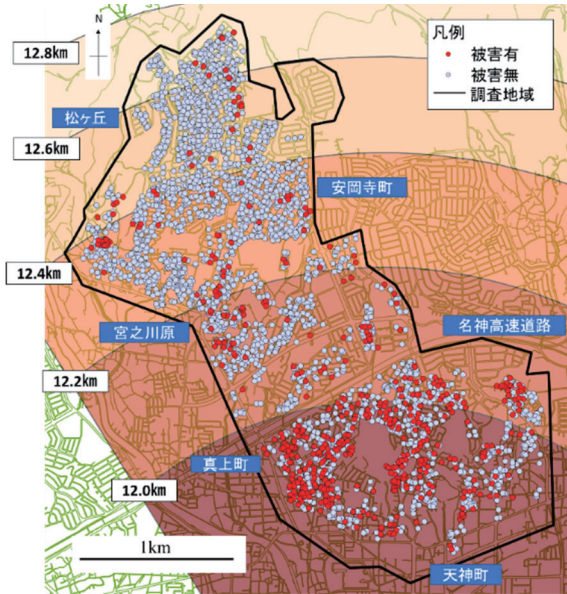 凡例
被害有
被害無
調査地域
N
12.8km
松ヶ丘
12.6km
安岡寺町
12.4km
宮之川原
名神高速道路
12.2km
真上町
12.0km
1km
天神町